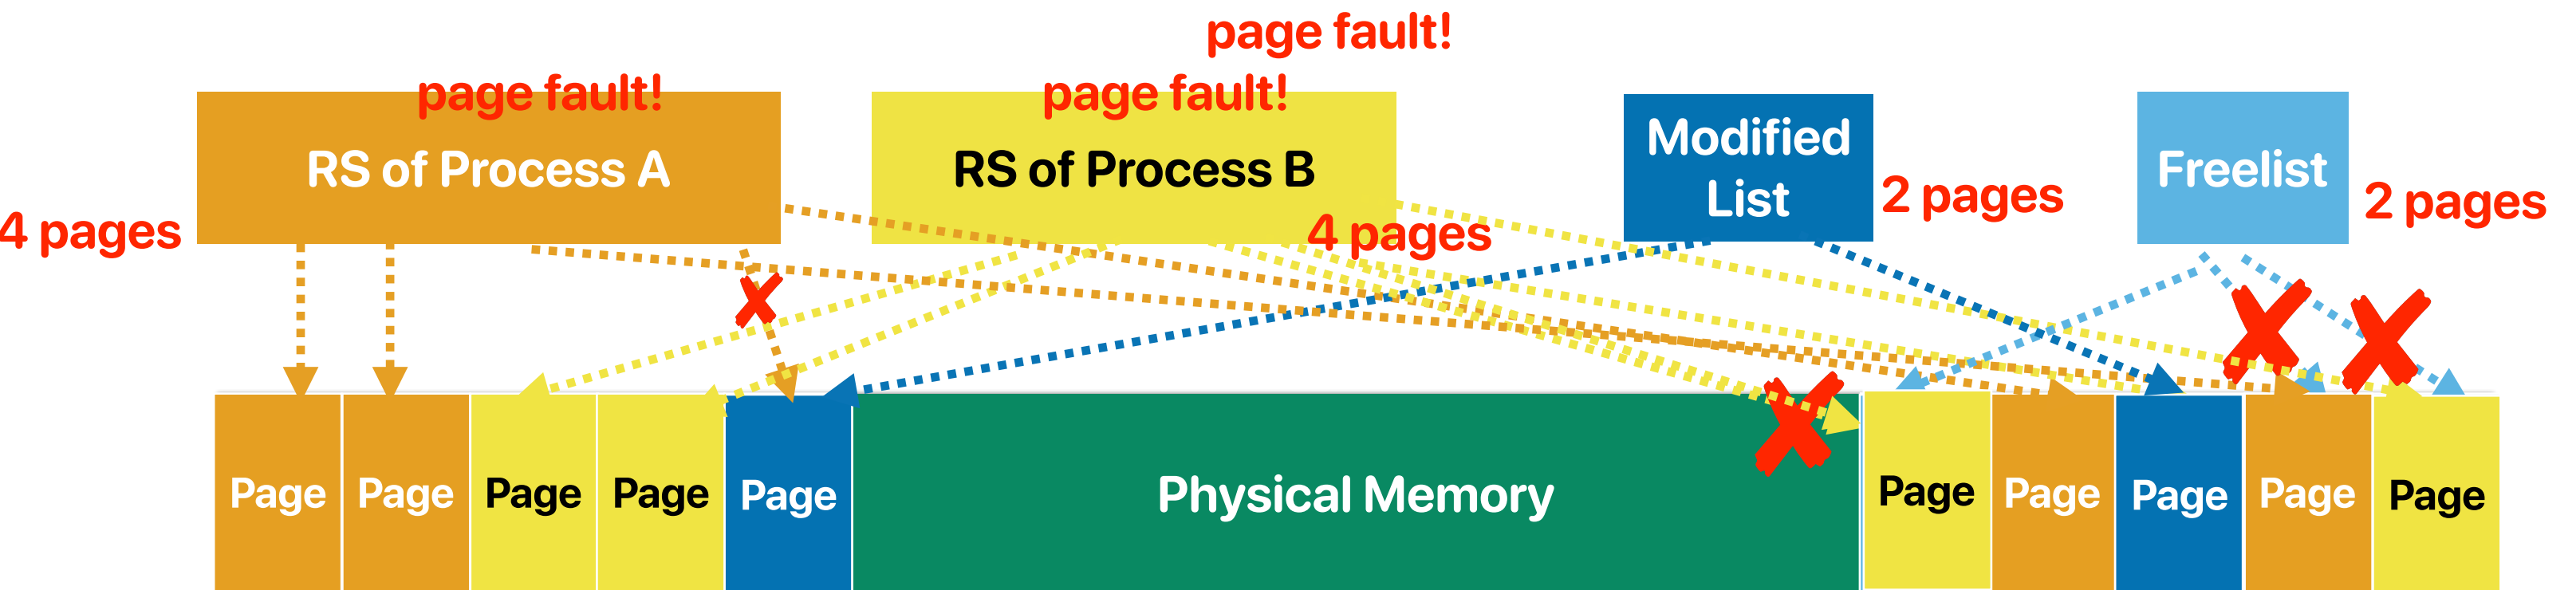 page fault!
page fault!
page fault!
RS of Process A
RS of Process B
Modified
List
Freelist
4 pages
4 pages
2 pages
2 pages
Page
Page
Page
Page
Page
Physical Memory
Page
Page
Page
Page
Page